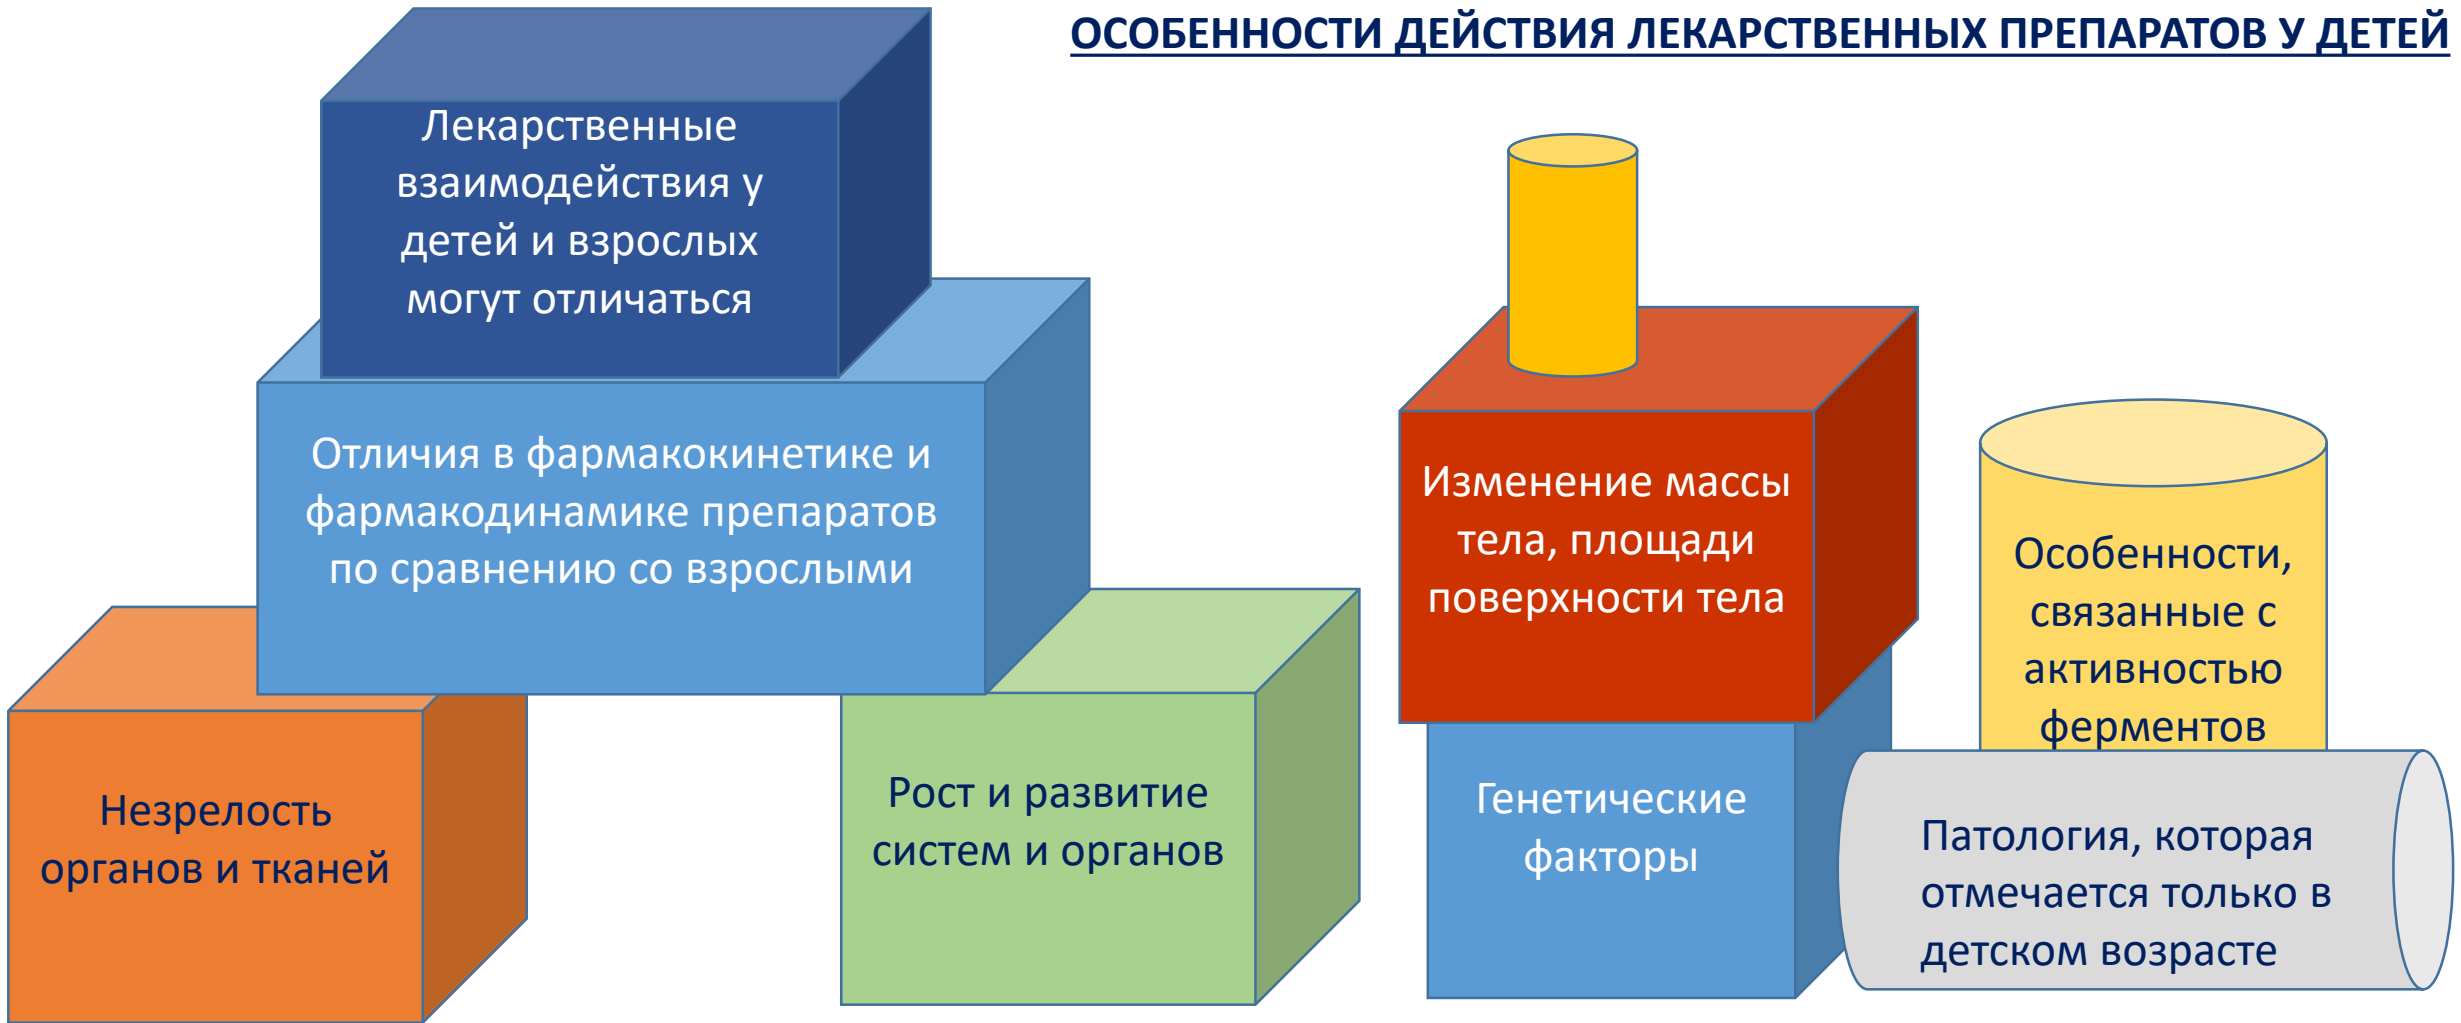 ОСОБЕННОСТИ ДЕЙСТВИЯ ЛЕКАРСТВЕННЫХ ПРЕПАРАТОВ У ДЕТЕЙ
Лекарственные
взаимодействия у
детей и взрослых
могут отличаться
Отличия в фармакокинетике и
фармакодинамике препаратов
по сравнению со взрослыми
Незрелость
органов и тканей
Рост и развитие
систем и органов
Изменение массы
тела, площади
поверхности тела
Генетические
факторы
Особенности,
связанные с
активностью
ферментов
Патология, которая
отмечается только в
детском возрасте